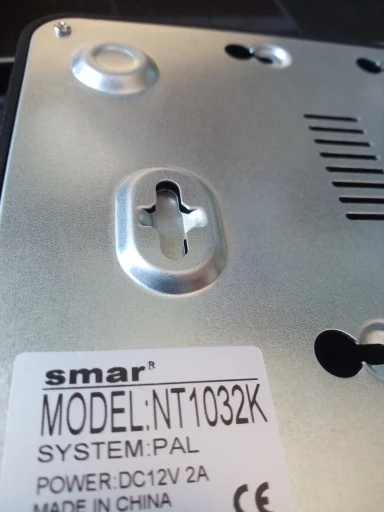 smar®
MODEL:NT1032K
SYSTEM:PAL
POWER:DC12V 2A
MADE IN CHINA
CE